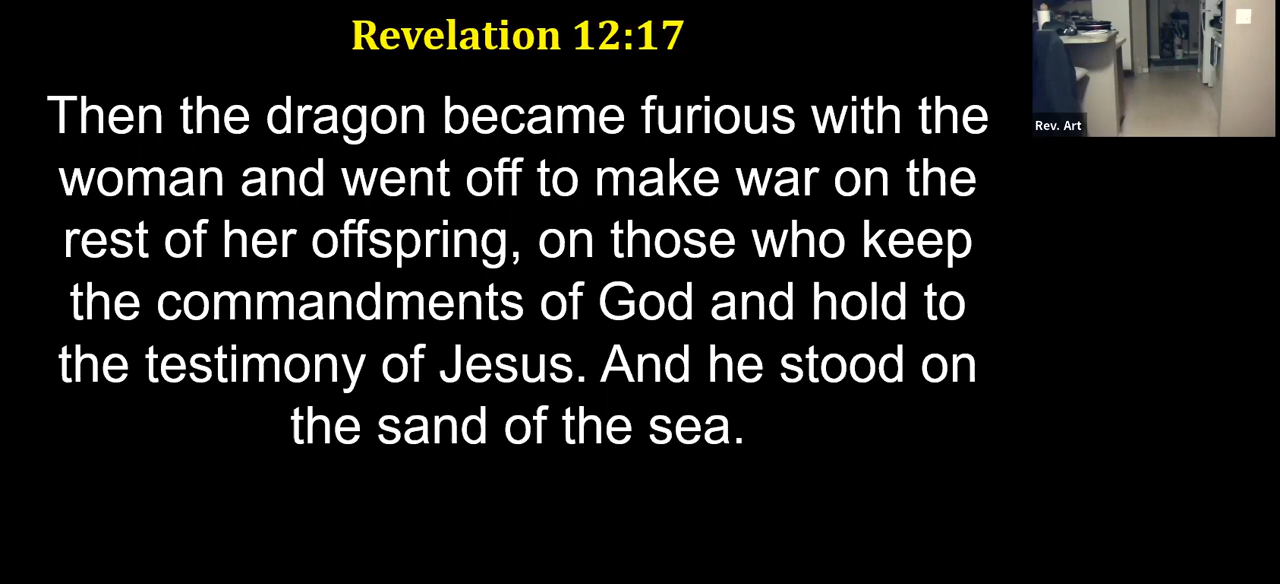 Revelation 12:17
Then the dragon became furious with the
woman and went off to make war on the
rest of her offspring, on those who keep
the commandments of God and hold to
the testimony of Jesus. And he stood on
the sand of the sea.
Rev. Art